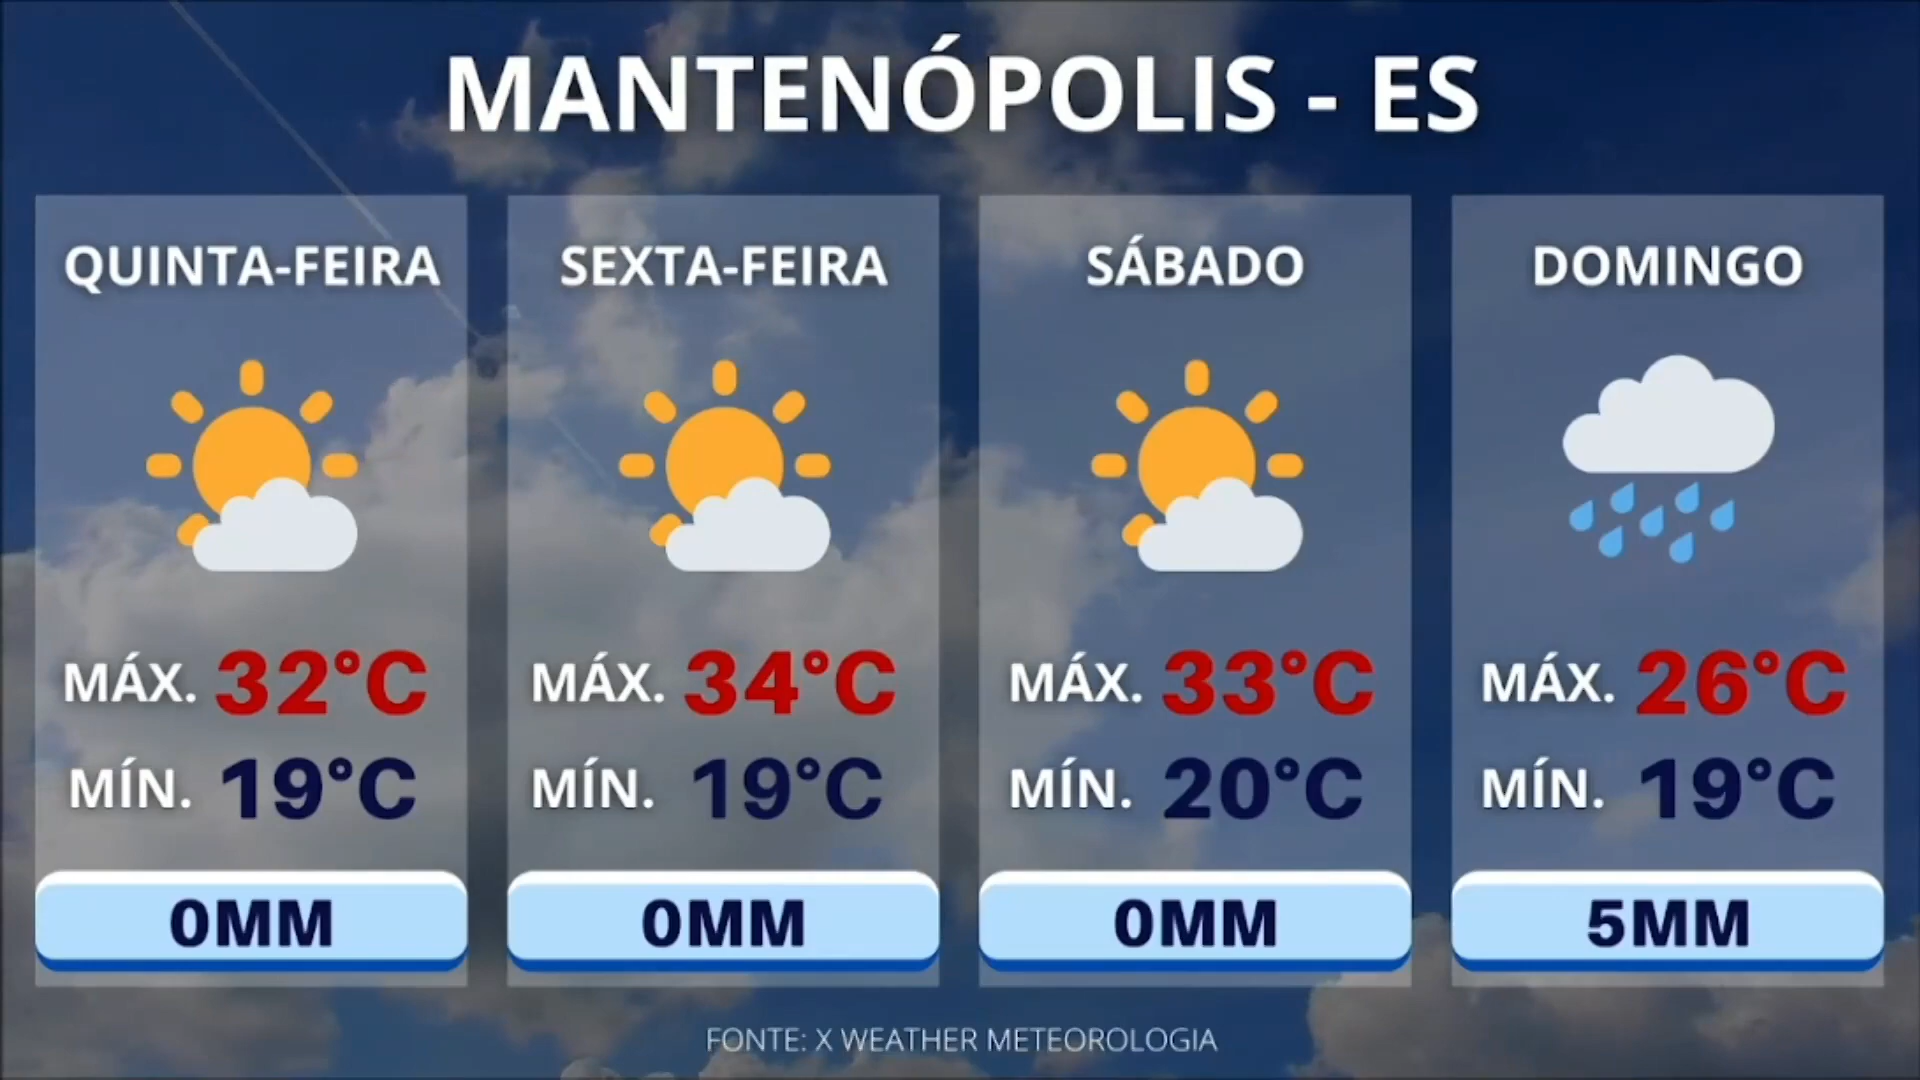 MANTENÓPOLIS - ES
QUINTA-FEIRA
MÁX. 32°C
MÍN. 19°C
0MM
SEXTA-FEIRA
MÁX. 34°C
MÍN. 19°C
0MM
SÁBADO
MÁX. 33°C
MÍN. 20°C
0MM
DOMINGO
MÁX. 26°C
MÍN. 19°C
5MM
FONTE: X WEATHER METEOROLOGIA